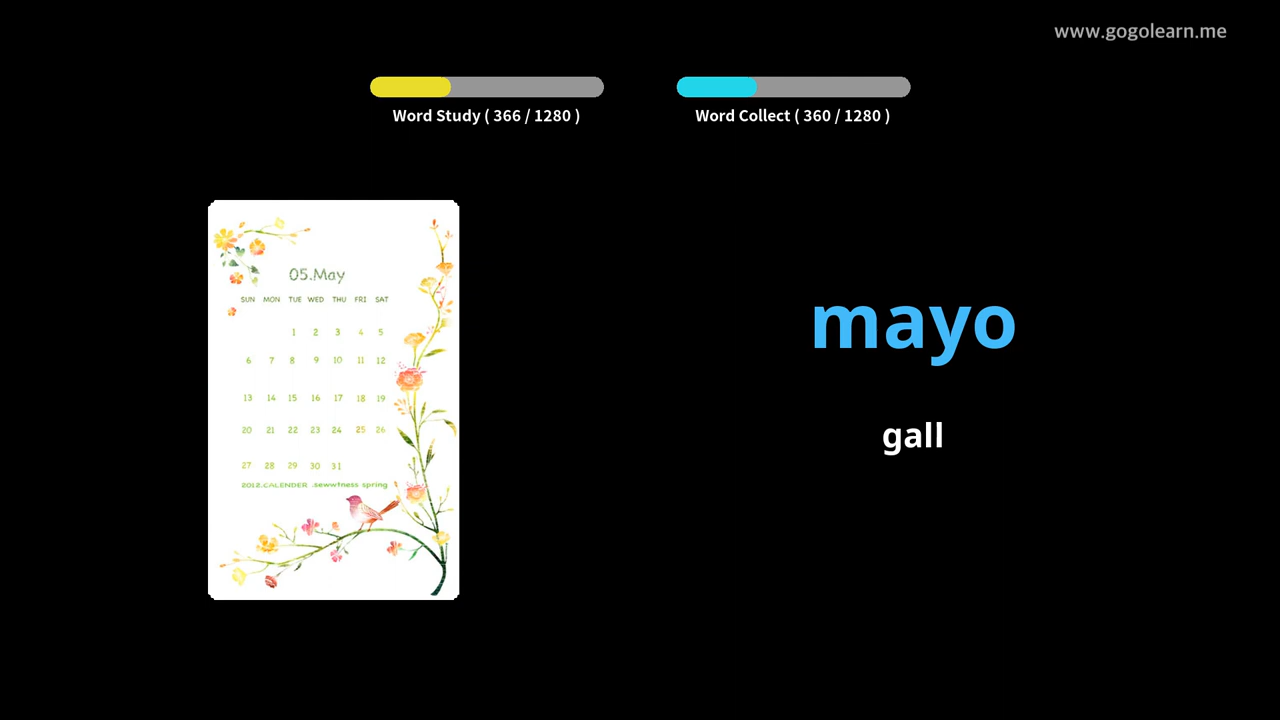 www.gogolearn.me
Word Study ( 366 / 1280 )
Word Collect ( 360 / 1280 )
05.May
SUN MON TUE WED THU FRI SAT
1 2 3 4 5
6 7 8 9 10 11 12
13 14 15 16 17 18 19
20 21 22 23 24 25 26
27 28 29 30 31
2012.CALENDER .sewwtness spring
mayo
gall